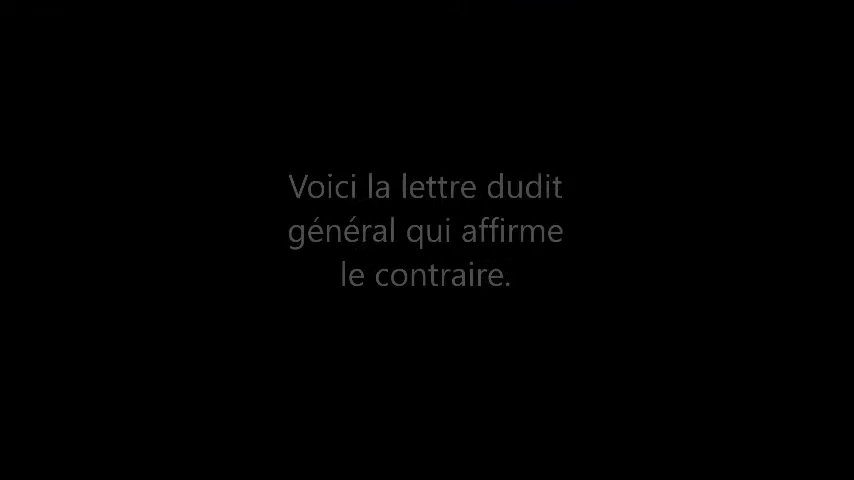 Voici la lettre dudit
général qui affirme
le contraire.